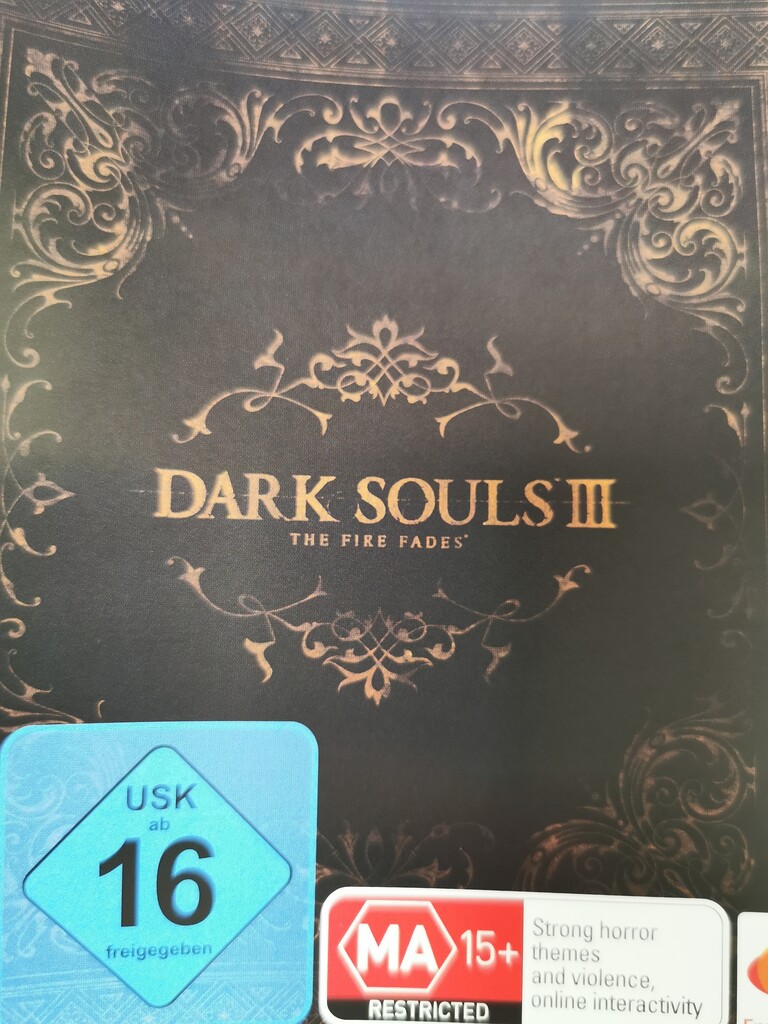 DARK SOULS III
THE FIRE FADES
USK
ab
16
freigegeben
MA 15+
RESTRICTED
Strong horror
themes
and violence,
online interactivity